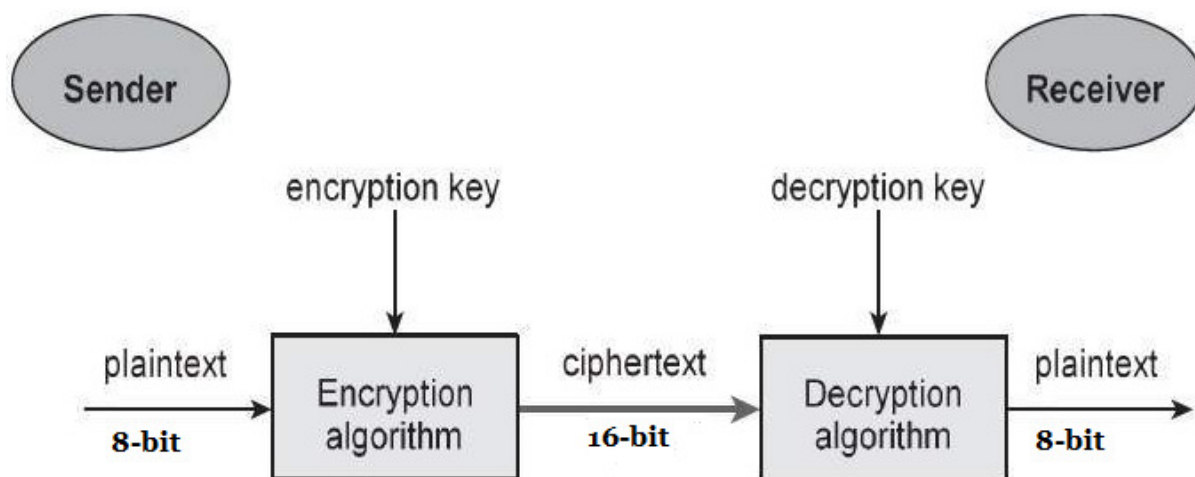 Sender
Receiver
encryption key
decryption key
plaintext
ciphertext
plaintext
Encryption
algorithm
Decryption
algorithm
8-bit
16-bit
8-bit